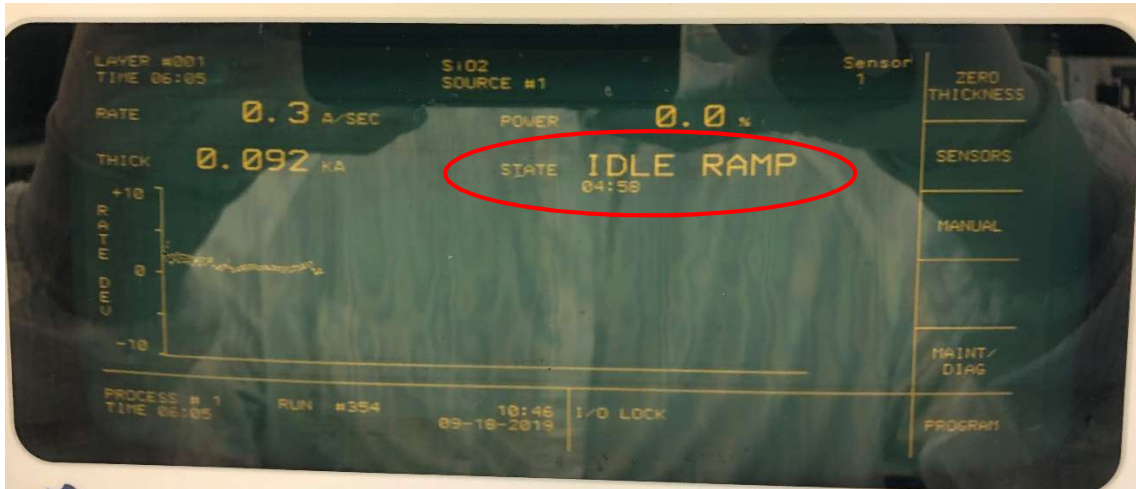 LAYER #001
TIME 06:05
SiO2
SOURCE #1
Sensor
1
ZERO
THICKNESS
RATE 0.3 A/SEC
POWER 0.0 %
THICK 0.092 KA
STATE IDLE RAMP
04:58
SENSORS
MANUAL
+10
RATE DEV
0
-10
MAINT/
DIAG
PROCESS # 1
TIME 06:05
RUN #354
10:46
09-18-2019
I/O LOCK
PROGRAM